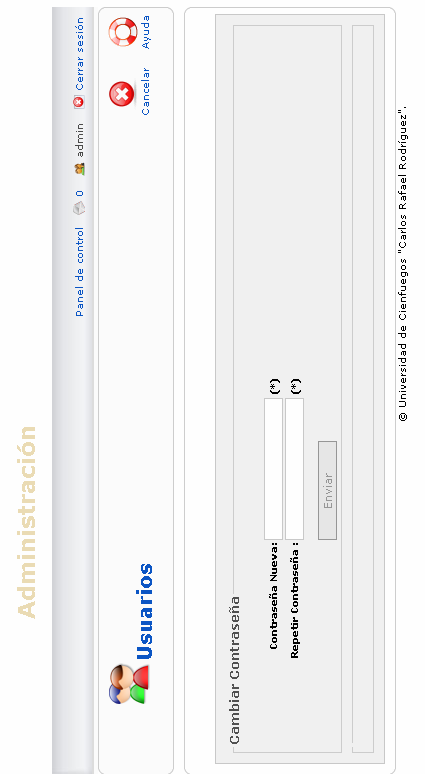 Administración
Panel de control 0 admin Cerrar sesión
Usuarios
Cancelar
Ayuda
Cambiar Contraseña
Contraseña Nueva: (*)
Repetir Contraseña : (*)
Enviar
© Universidad de Cienfuegos "Carlos Rafael Rodríguez".